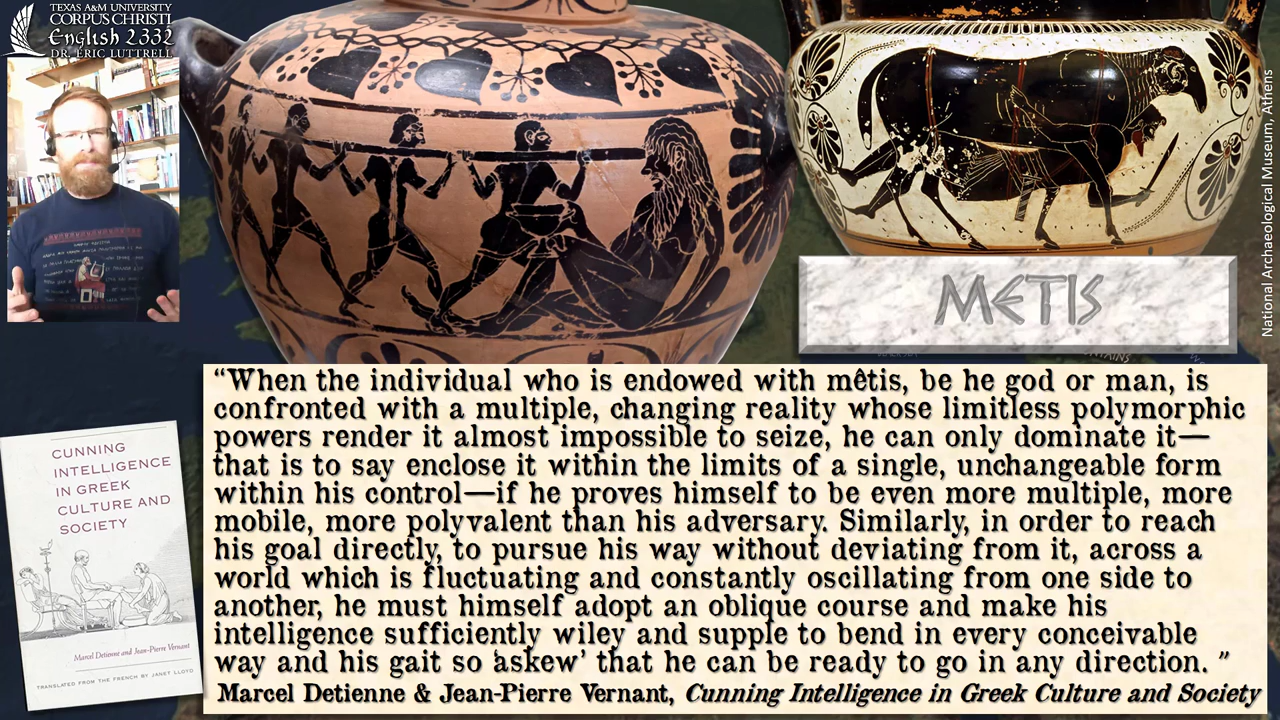 TEXAS A&M UNIVERSITY
CORPUS CHRISTI
English 2332
DR. ERIC LUTTRELL
National Archaeological Museum, Athens
METIS
“When the individual who is endowed with mêtis, be he god or man, is
confronted with a multiple, changing reality whose limitless polymorphic
powers render it almost impossible to seize, he can only dominate it—
that is to say enclose it within the limits of a single, unchangeable form
within his control—if he proves himself to be even more multiple, more
mobile, more polyvalent than his adversary. Similarly, in order to reach
his goal directly, to pursue his way without deviating from it, across a
world which is fluctuating and constantly oscillating from one side to
another, he must himself adopt an oblique course and make his
intelligence sufficiently wiley and supple to bend in every conceivable
way and his gait so ‘askew’ that he can be ready to go in any direction. ”
Marcel Detienne & Jean-Pierre Vernant, Cunning Intelligence in Greek Culture and Society
CUNNING
INTELLIGENCE
IN GREEK
CULTURE AND
SOCIETY
Marcel Detienne and Jean-Pierre Vernant
TRANSLATED FROM THE FRENCH BY JANET LLOYD